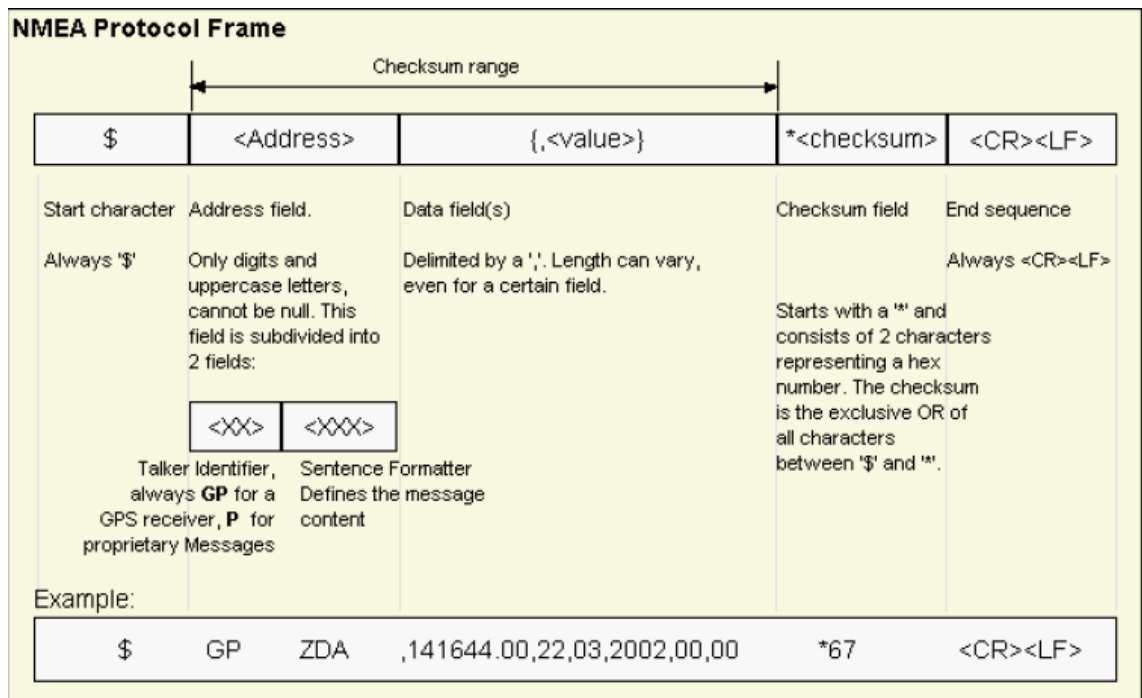 NMEA Protocol Frame
Checksum range
$ <Address> {,<value>} *<checksum> <CR><LF>
Start character
Always '$'
Address field.
Only digits and
uppercase letters,
cannot be null. This
field is subdivided into
2 fields:
<XX> <XXX>
Talker Identifier,
always GP for a
GPS receiver, P for
proprietary Messages
Sentence Formatter
Defines the message
content
Data field(s)
Delimited by a ','. Length can vary,
even for a certain field.
Checksum field
Starts with a '*' and
consists of 2 characters
representing a hex
number. The checksum
is the exclusive OR of
all characters
between '$' and '*'.
End sequence
Always <CR><LF>
Example:
$ GP ZDA ,141644.00,22,03,2002,00,00 *67 <CR><LF>